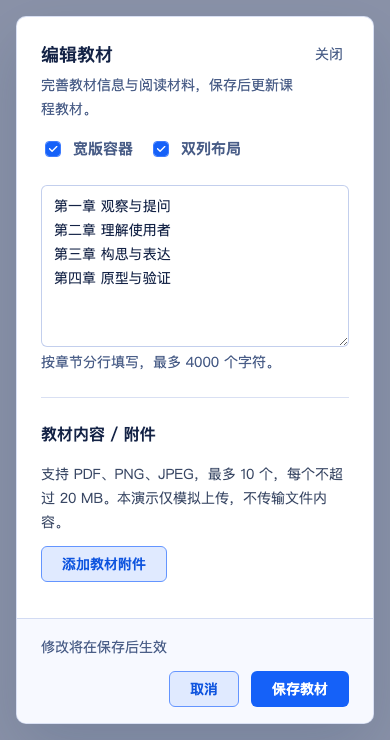 编辑教材
关闭
完善教材信息与阅读材料，保存后更新课
程教材。
宽版容器
双列布局
第一章 观察与提问
第二章 理解使用者
第三章 构思与表达
第四章 原型与验证
按章节分行填写，最多 4000 个字符。
教材内容 / 附件
支持 PDF、PNG、JPEG，最多 10 个，每个不超
过 20 MB。本演示仅模拟上传，不传输文件内
容。
添加教材附件
修改将在保存后生效
取消
保存教材